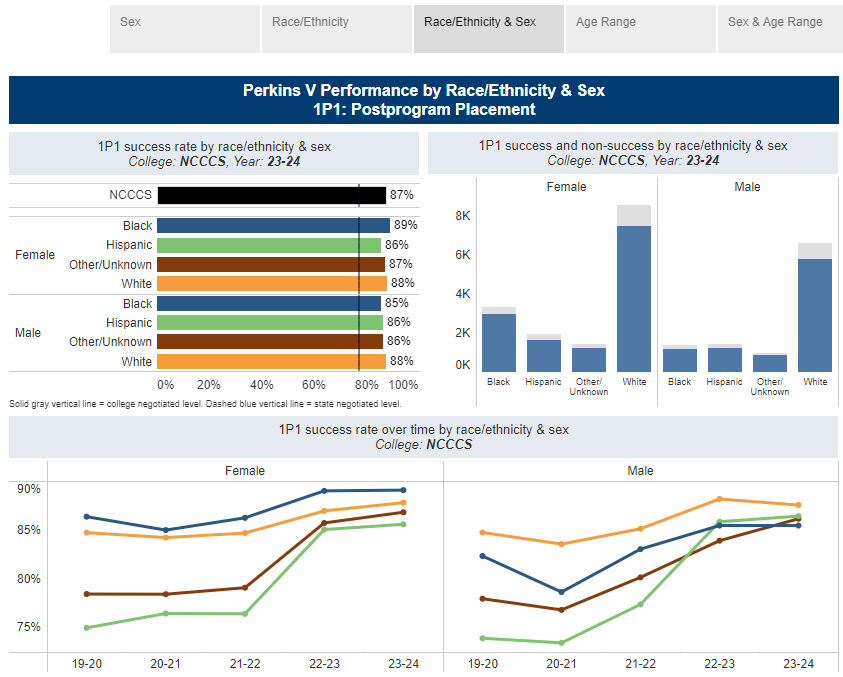 Sex
Race/Ethnicity
Race/Ethnicity & Sex
Age Range
Sex & Age Range
Perkins V Performance by Race/Ethnicity & Sex
1P1: Postprogram Placement
1P1 success rate by race/ethnicity & sex
College: NCCCS, Year: 23-24
NCCCS 87%
Female
Black 89%
Hispanic 86%
Other/Unknown 87%
White 88%
Male
Black 85%
Hispanic 86%
Other/Unknown 86%
White 88%
0% 20% 40% 60% 80% 100%
Solid gray vertical line = college negotiated level. Dashed blue vertical line = state negotiated level.
1P1 success and non-success by race/ethnicity & sex
College: NCCCS, Year: 23-24
Female Male
8K
6K
4K
2K
0K
Black Hispanic Other/ White Black Hispanic Other/ White
Unknown Unknown
1P1 success rate over time by race/ethnicity & sex
College: NCCCS
Female Male
90%
85%
80%
75%
19-20 20-21 21-22 22-23 23-24 19-20 20-21 21-22 22-23 23-24